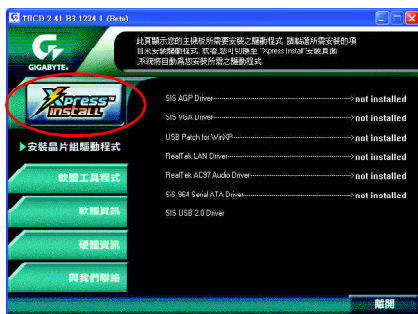 TUCD 2.41 B3.1224.1 (Beta)
GIGABYTE
此頁顯示您的主機板所需要安裝之驅動程式. 請點選所需安裝的項
目來安裝驅動程式. 或者,您可切換至 "Xpress Install" 安裝頁面
,系統將自動為您安裝所需之驅動程式.
Xpress™
INSTALL
安裝晶片組驅動程式
軟體工具程式
軟體資訊
硬體資訊
與我們聯絡
SIS AGP Driver-->not installed
SIS VGA Driver-->not installed
USB Patch for WinXP-->not installed
RealTek LAN Driver-->not installed
RealTek AC97 Audio Driver-->not installed
SiS 964 Serial ATA Driver-->not installed
SIS USB 2.0 Driver
離開